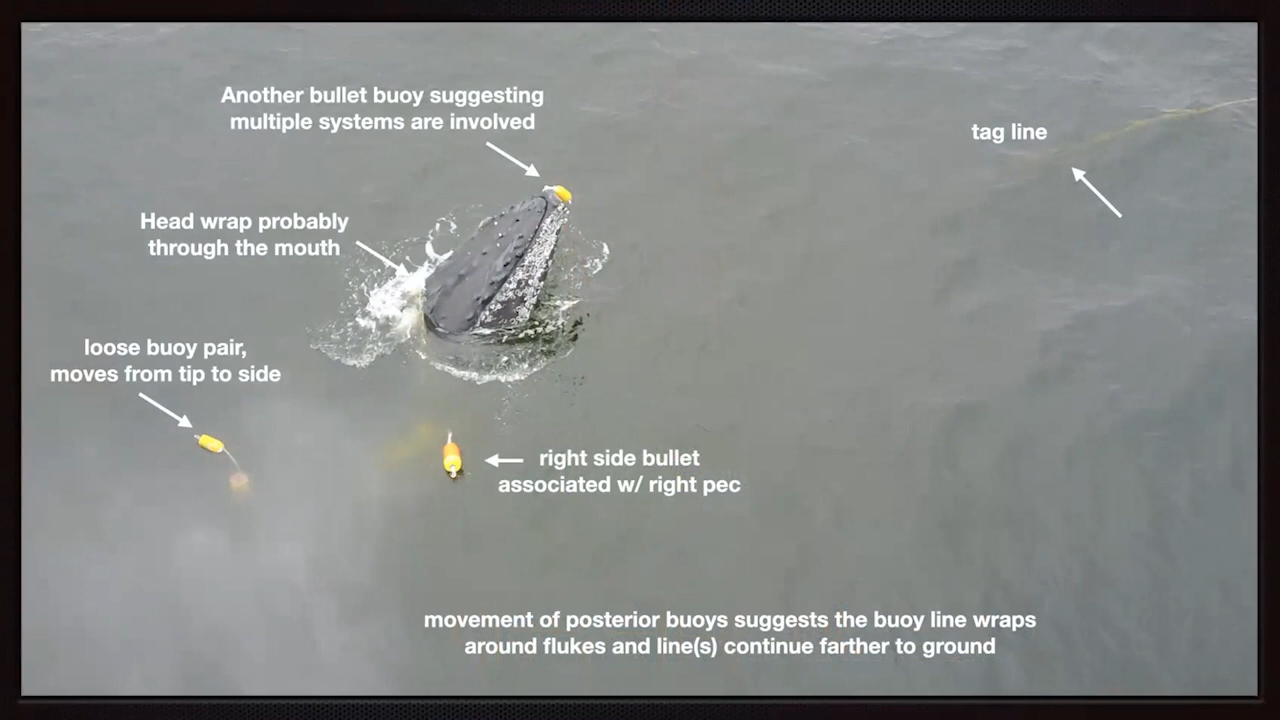 Another bullet buoy suggesting
multiple systems are involved
tag line
Head wrap probably
through the mouth
loose buoy pair,
moves from tip to side
right side bullet
associated w/ right pec
movement of posterior buoys suggests the buoy line wraps
around flukes and line(s) continue farther to ground